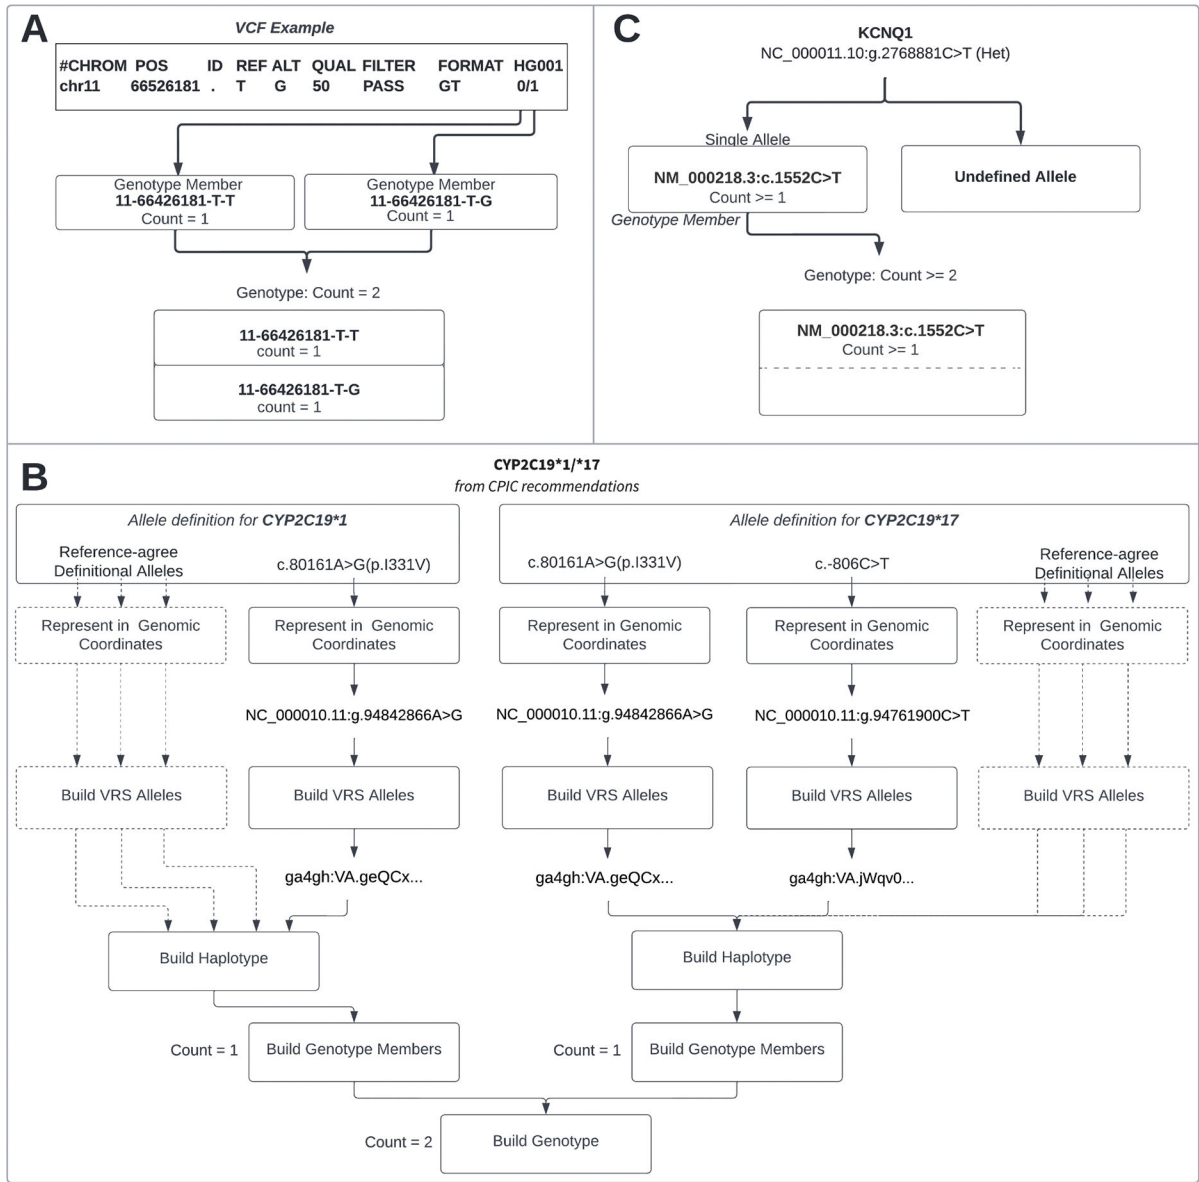 A
VCF Example
#CHROM POS ID REF ALT QUAL FILTER FORMAT HG001
chr11 66526181 . T G 50 PASS GT 0/1
Genotype Member
11-66426181-T-T
Count = 1
Genotype Member
11-66426181-T-G
Count = 1
Genotype: Count = 2
11-66426181-T-T
count = 1
11-66426181-T-G
count = 1
C
KCNQ1
NC_000011.10:g.2768881C>T (Het)
Single Allele
NM_000218.3:c.1552C>T
Count >= 1
Undefined Allele
Genotype Member
Genotype: Count >= 2
NM_000218.3:c.1552C>T
Count >= 1
B
CYP2C19*1/*17
from CPIC recommendations
Allele definition for CYP2C19*1
Reference-agree
Definitional Alleles
c.80161A>G(p.I331V)
Allele definition for CYP2C19*17
c.80161A>G(p.I331V)
c.-806C>T
Reference-agree
Definitional Alleles
Represent in Genomic
Coordinates
Represent in Genomic
Coordinates
Represent in Genomic
Coordinates
Represent in Genomic
Coordinates
Represent in Genomic
Coordinates
NC_000010.11:g.94842866A>G
NC_000010.11:g.94842866A>G
NC_000010.11:g.94761900C>T
Build VRS Alleles
Build VRS Alleles
Build VRS Alleles
Build VRS Alleles
Build VRS Alleles
ga4gh:VA.geQCx...
ga4gh:VA.geQCx...
ga4gh:VA.jWqv0...
Build Haplotype
Build Haplotype
Count = 1
Build Genotype Members
Count = 1
Build Genotype Members
Count = 2
Build Genotype